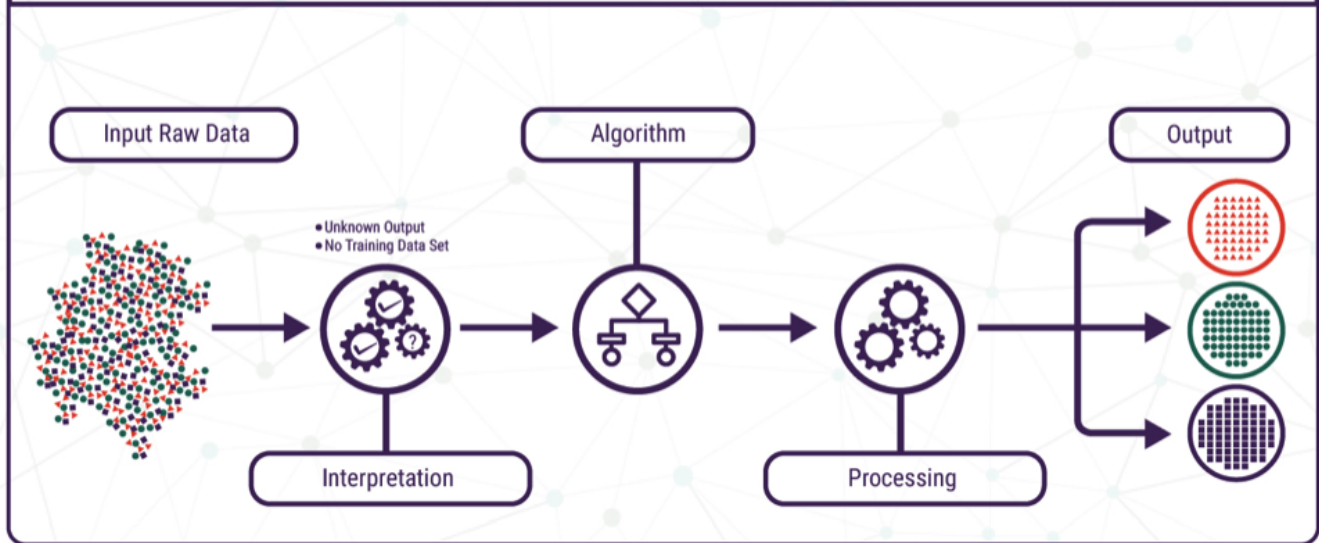 Input Raw Data
Algorithm
Output
• Unknown Output
• No Training Data Set
?
Interpretation
Processing